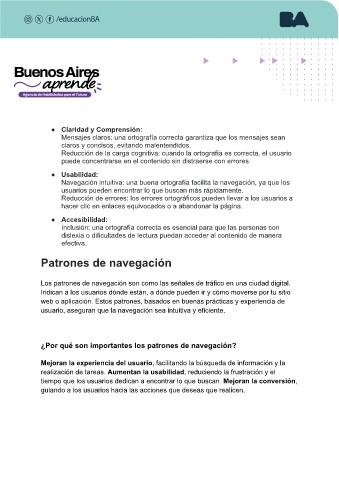 /educacionBA
BA
Buenos Aires
aprende
Agencia de Habilidades para el Futuro
● Claridad y Comprensión:
Mensajes claros: una ortografía correcta garantiza que los mensajes sean
claros y concisos, evitando malentendidos.
Reducción de la carga cognitiva: cuando la ortografía es correcta, el usuario
puede concentrarse en el contenido sin distraerse con errores.
● Usabilidad:
Navegación intuitiva: una buena ortografía facilita la navegación, ya que los
usuarios pueden encontrar lo que buscan más rápidamente.
Reducción de errores: los errores ortográficos pueden llevar a los usuarios a
hacer clic en enlaces equivocados o a abandonar la página.
● Accesibilidad:
Inclusión: una ortografía correcta es esencial para que las personas con
dislexia o dificultades de lectura puedan acceder al contenido de manera
efectiva.
Patrones de navegación
Los patrones de navegación son como las señales de tráfico en una ciudad digital.
Indican a los usuarios dónde están, a dónde pueden ir y cómo moverse por tu sitio
web o aplicación. Estos patrones, basados en buenas prácticas y experiencia de
usuario, aseguran que la navegación sea intuitiva y eficiente.
¿Por qué son importantes los patrones de navegación?
Mejoran la experiencia del usuario, facilitando la búsqueda de información y la
realización de tareas. Aumentan la usabilidad, reduciendo la frustración y el
tiempo que los usuarios dedican a encontrar lo que buscan. Mejoran la conversión,
guiando a los usuarios hacia las acciones que deseas que realicen.